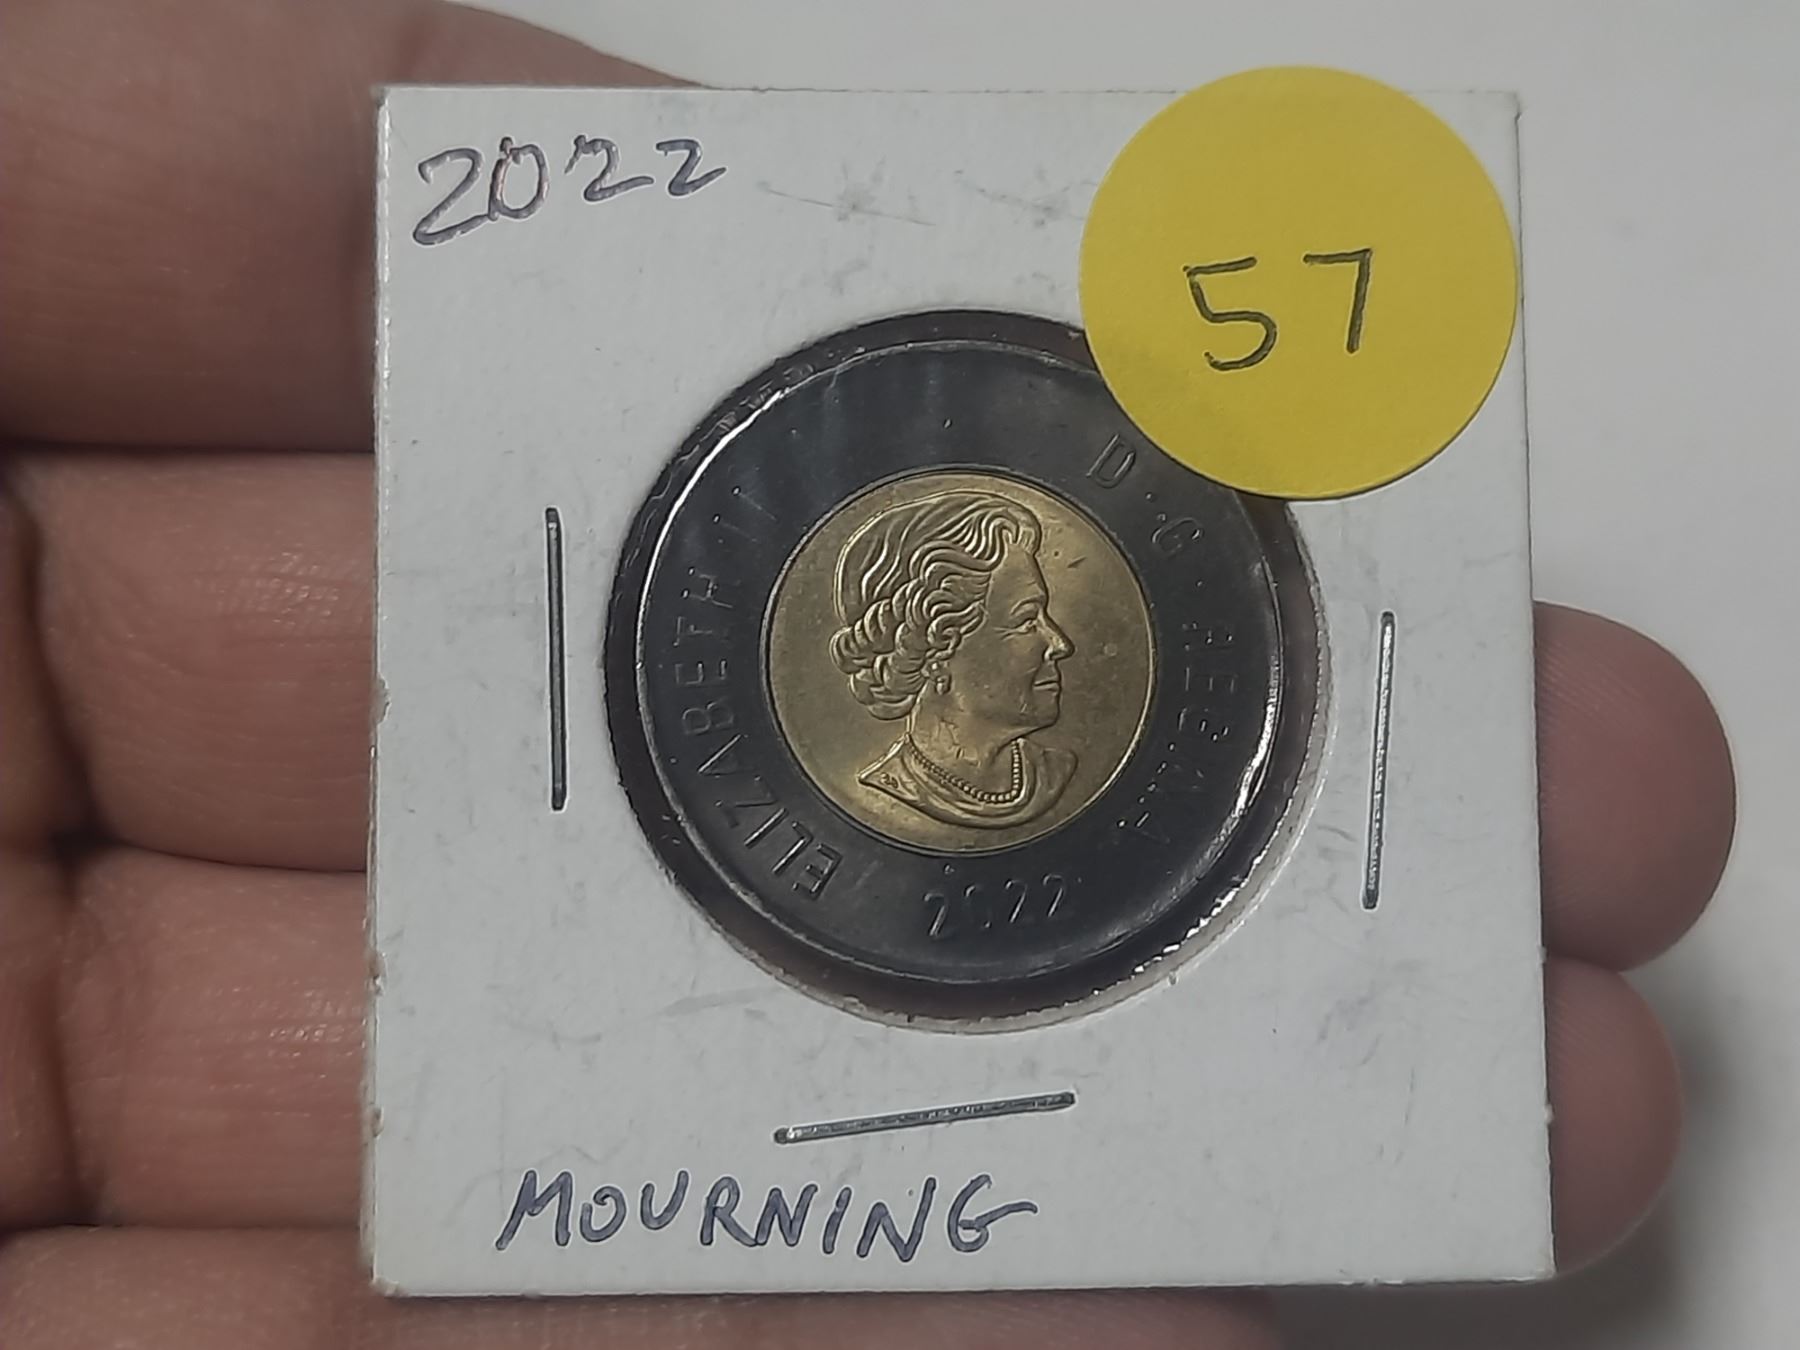 2022
57
ELIZABETH II D·G·REGINA
2022
MOURNING